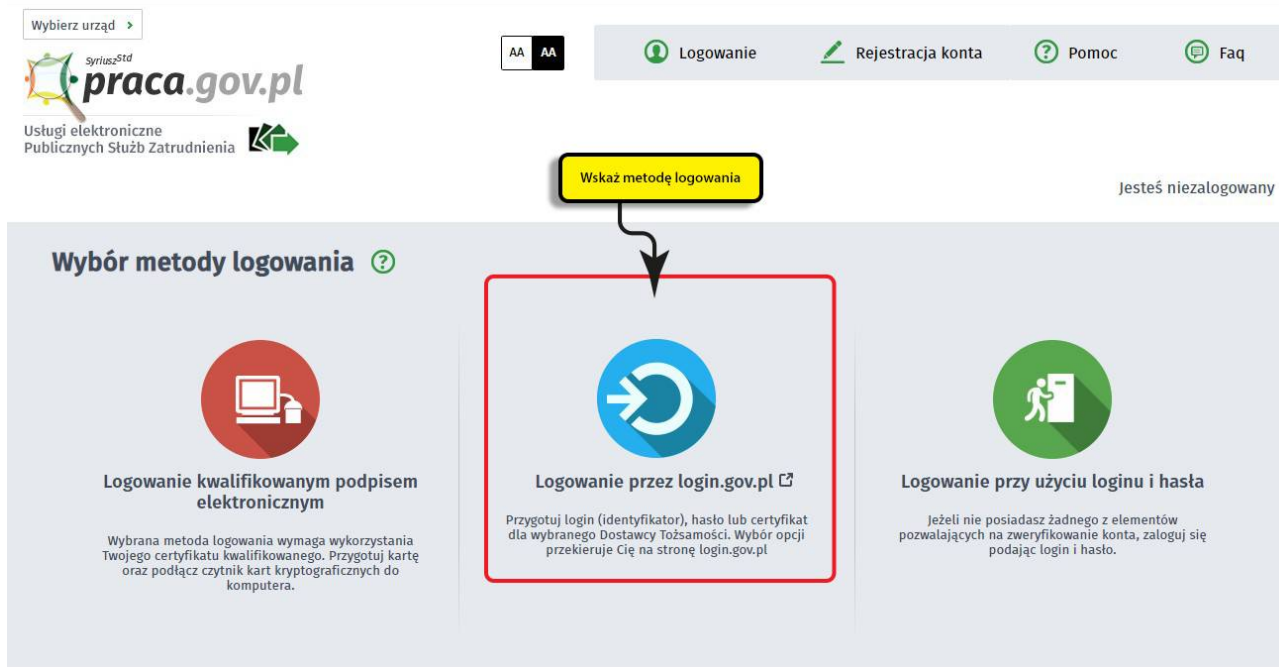 Wybierz urząd >
AA AA
Logowanie
Rejestracja konta
Pomoc
Faq
SyriuszStd
praca.gov.pl
Usługi elektroniczne
Publicznych Służb Zatrudnienia
Wskaż metodę logowania
Jesteś niezalogowany
Wybór metody logowania ?
Logowanie kwalifikowanym podpisem
elektronicznym
Wybrana metoda logowania wymaga wykorzystania
Twojego certyfikatu kwalifikowanego. Przygotuj kartę
oraz podłącz czytnik kart kryptograficznych do
komputera.
Logowanie przez login.gov.pl
Przygotuj login (identyfikator), hasło lub certyfikat
dla wybranego Dostawcy Tożsamości. Wybór opcji
przekieruje Cię na stronę login.gov.pl
Logowanie przy użyciu loginu i hasła
Jeżeli nie posiadasz żadnego z elementów
pozwalających na zweryfikowanie konta, zaloguj się
podając login i hasło.